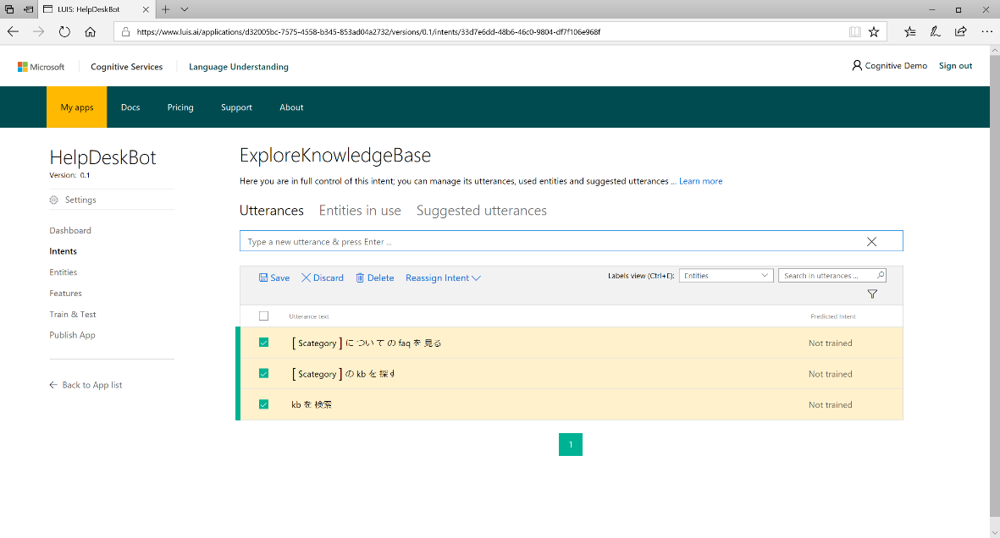 LUIS: HelpDeskBot
https://www.luis.ai/applications/d32005bc-7575-4558-b345-853ad04a2732/versions/0.1/intents/33d7e6dd-48b6-46c0-9804-df7f106e968f
Microsoft Cognitive Services Language Understanding Cognitive Demo Sign out
My apps Docs Pricing Support About
HelpDeskBot
Version: 0.1
Settings
Dashboard
Intents
Entities
Features
Train & Test
Publish App
Back to App list
ExploreKnowledgeBase
Here you are in full control of this intent; you can manage its utterances, used entities and suggested utterances ... Learn more
Utterances Entities in use Suggested utterances
Type a new utterance & press Enter ...
Save Discard Delete Reassign Intent Labels view (Ctrl+E): Entities Search in utterances ...
Utterance text Predicted Intent
[ $category ] に つ い て の faq を 見 る Not trained
[ $category ] の kb を 探 す Not trained
kb を 検索 Not trained
1